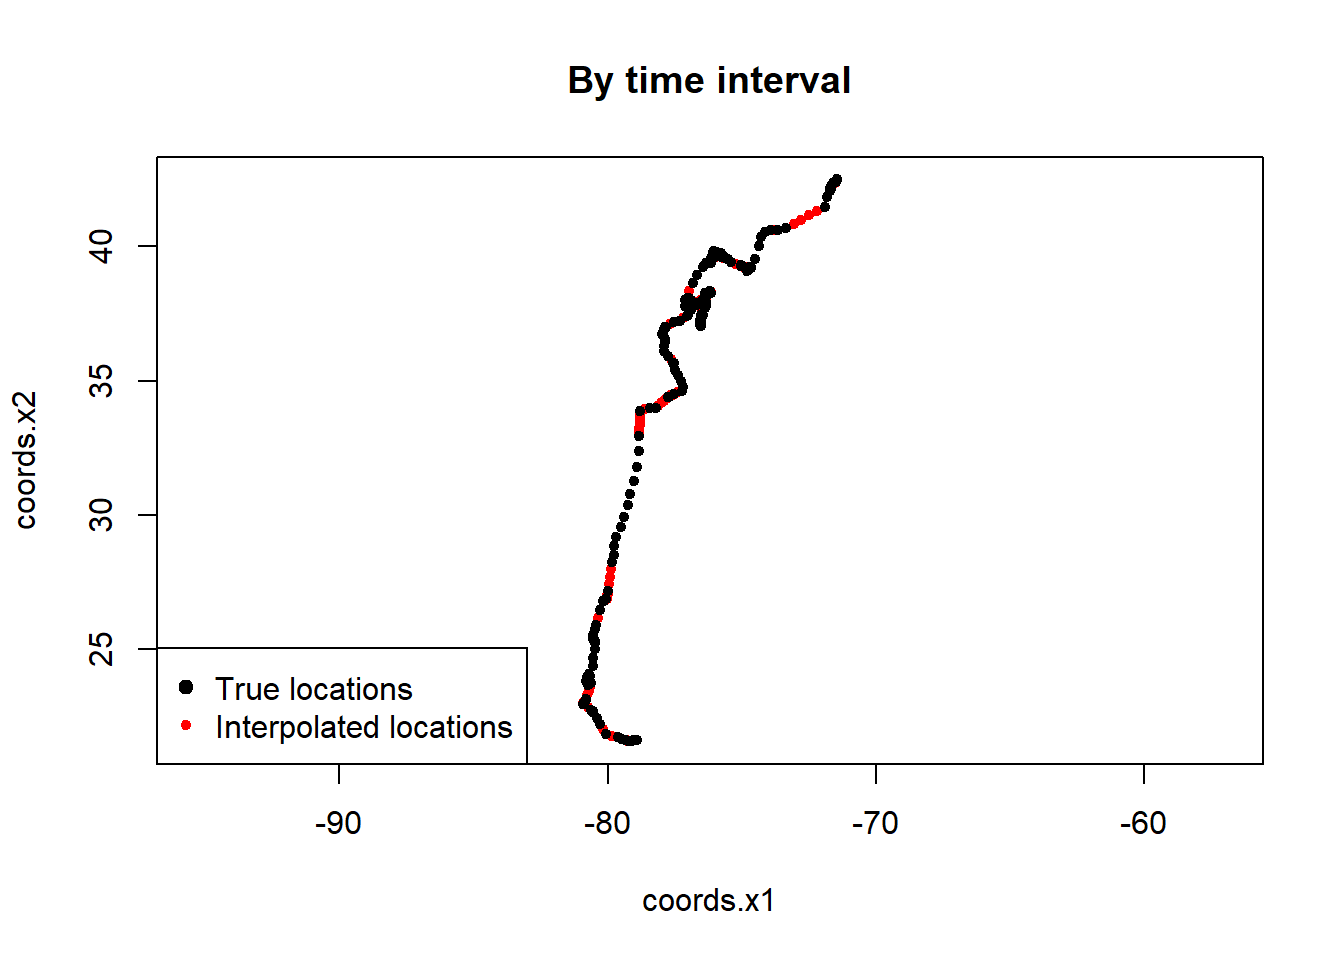 By time interval
coords.x2
40
35
30
25
True locations
Interpolated locations
-90 -80 -70 -60
coords.x1